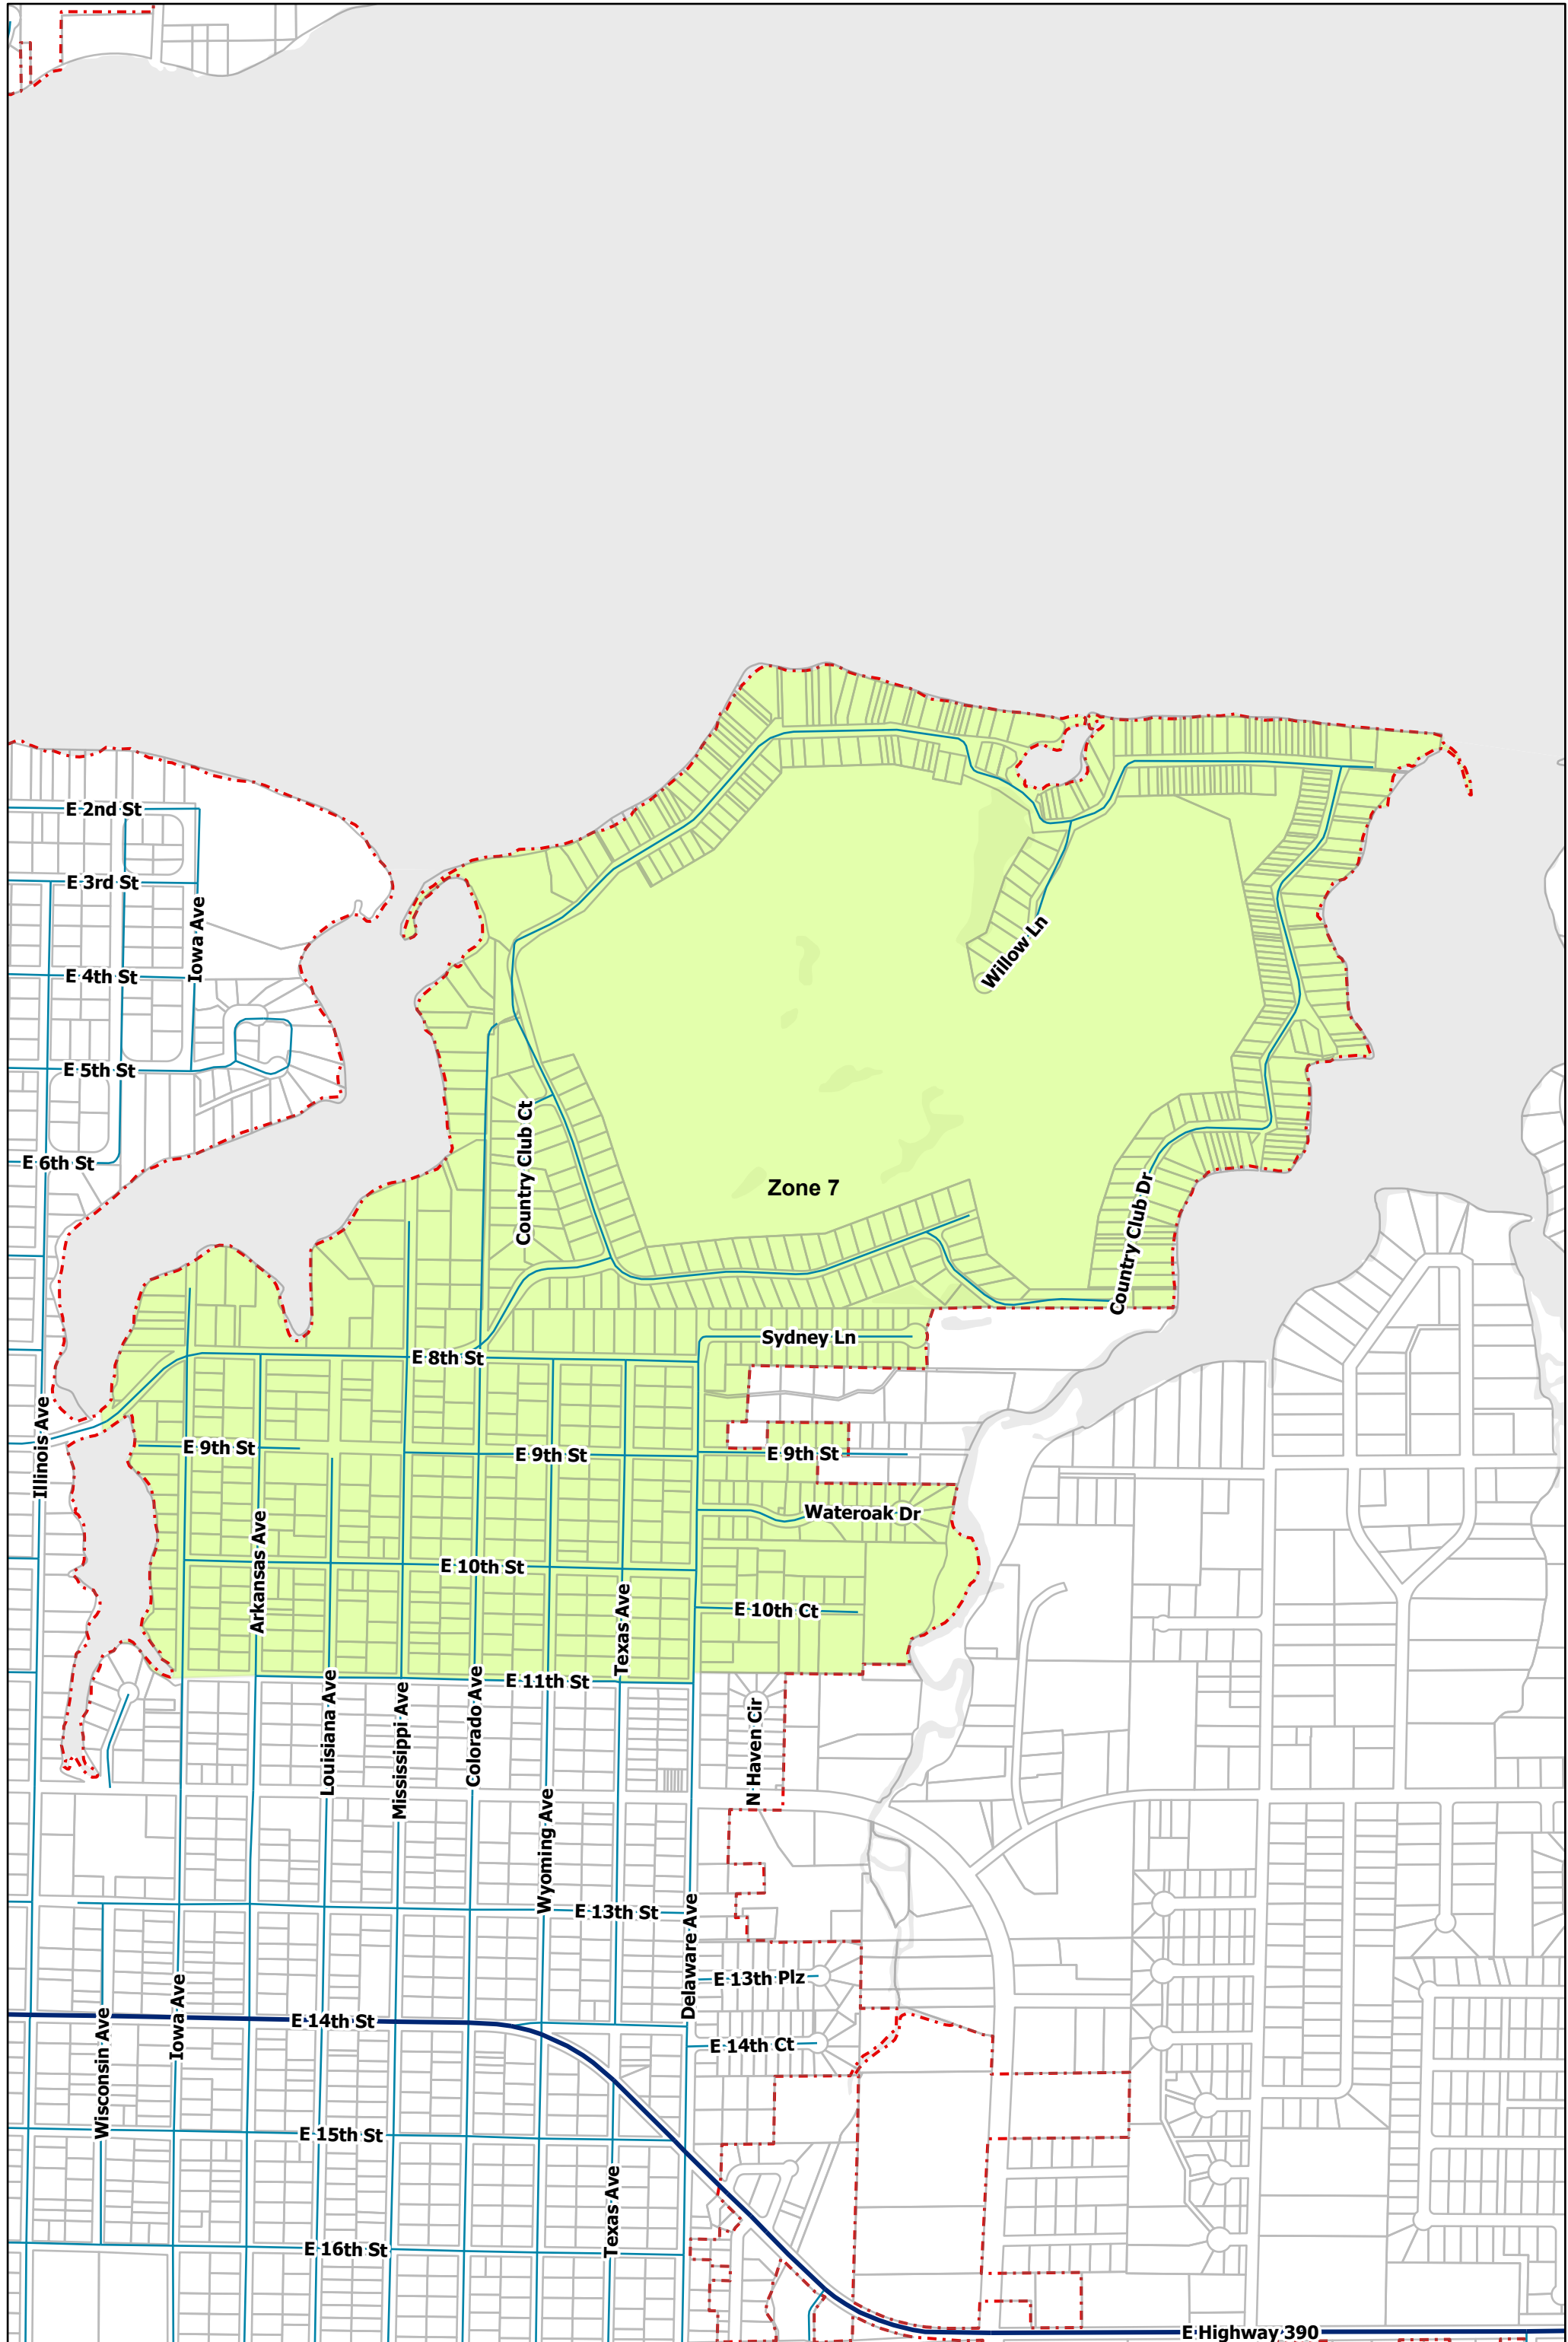 E 2nd St
E 3rd St
Iowa Ave
Willow Ln
E 4th St
E 5th St
Country Club Ct
E 6th St
Zone 7
Country Club Dr
Sydney Ln
E 8th St
Illinois Ave
E 9th St
E 9th St
E 9th St
Wateroak Dr
Arkansas Ave
E 10th St
Texas Ave
E 10th Ct
E 11th St
Louisiana Ave
Mississippi Ave
Colorado Ave
N Haven Cir
Wyoming Ave
E 13th St
Delaware Ave
E 13th Plz
Iowa Ave
E 14th St
Wisconsin Ave
E 14th Ct
E 15th St
Texas Ave
E 16th St
E Highway 390